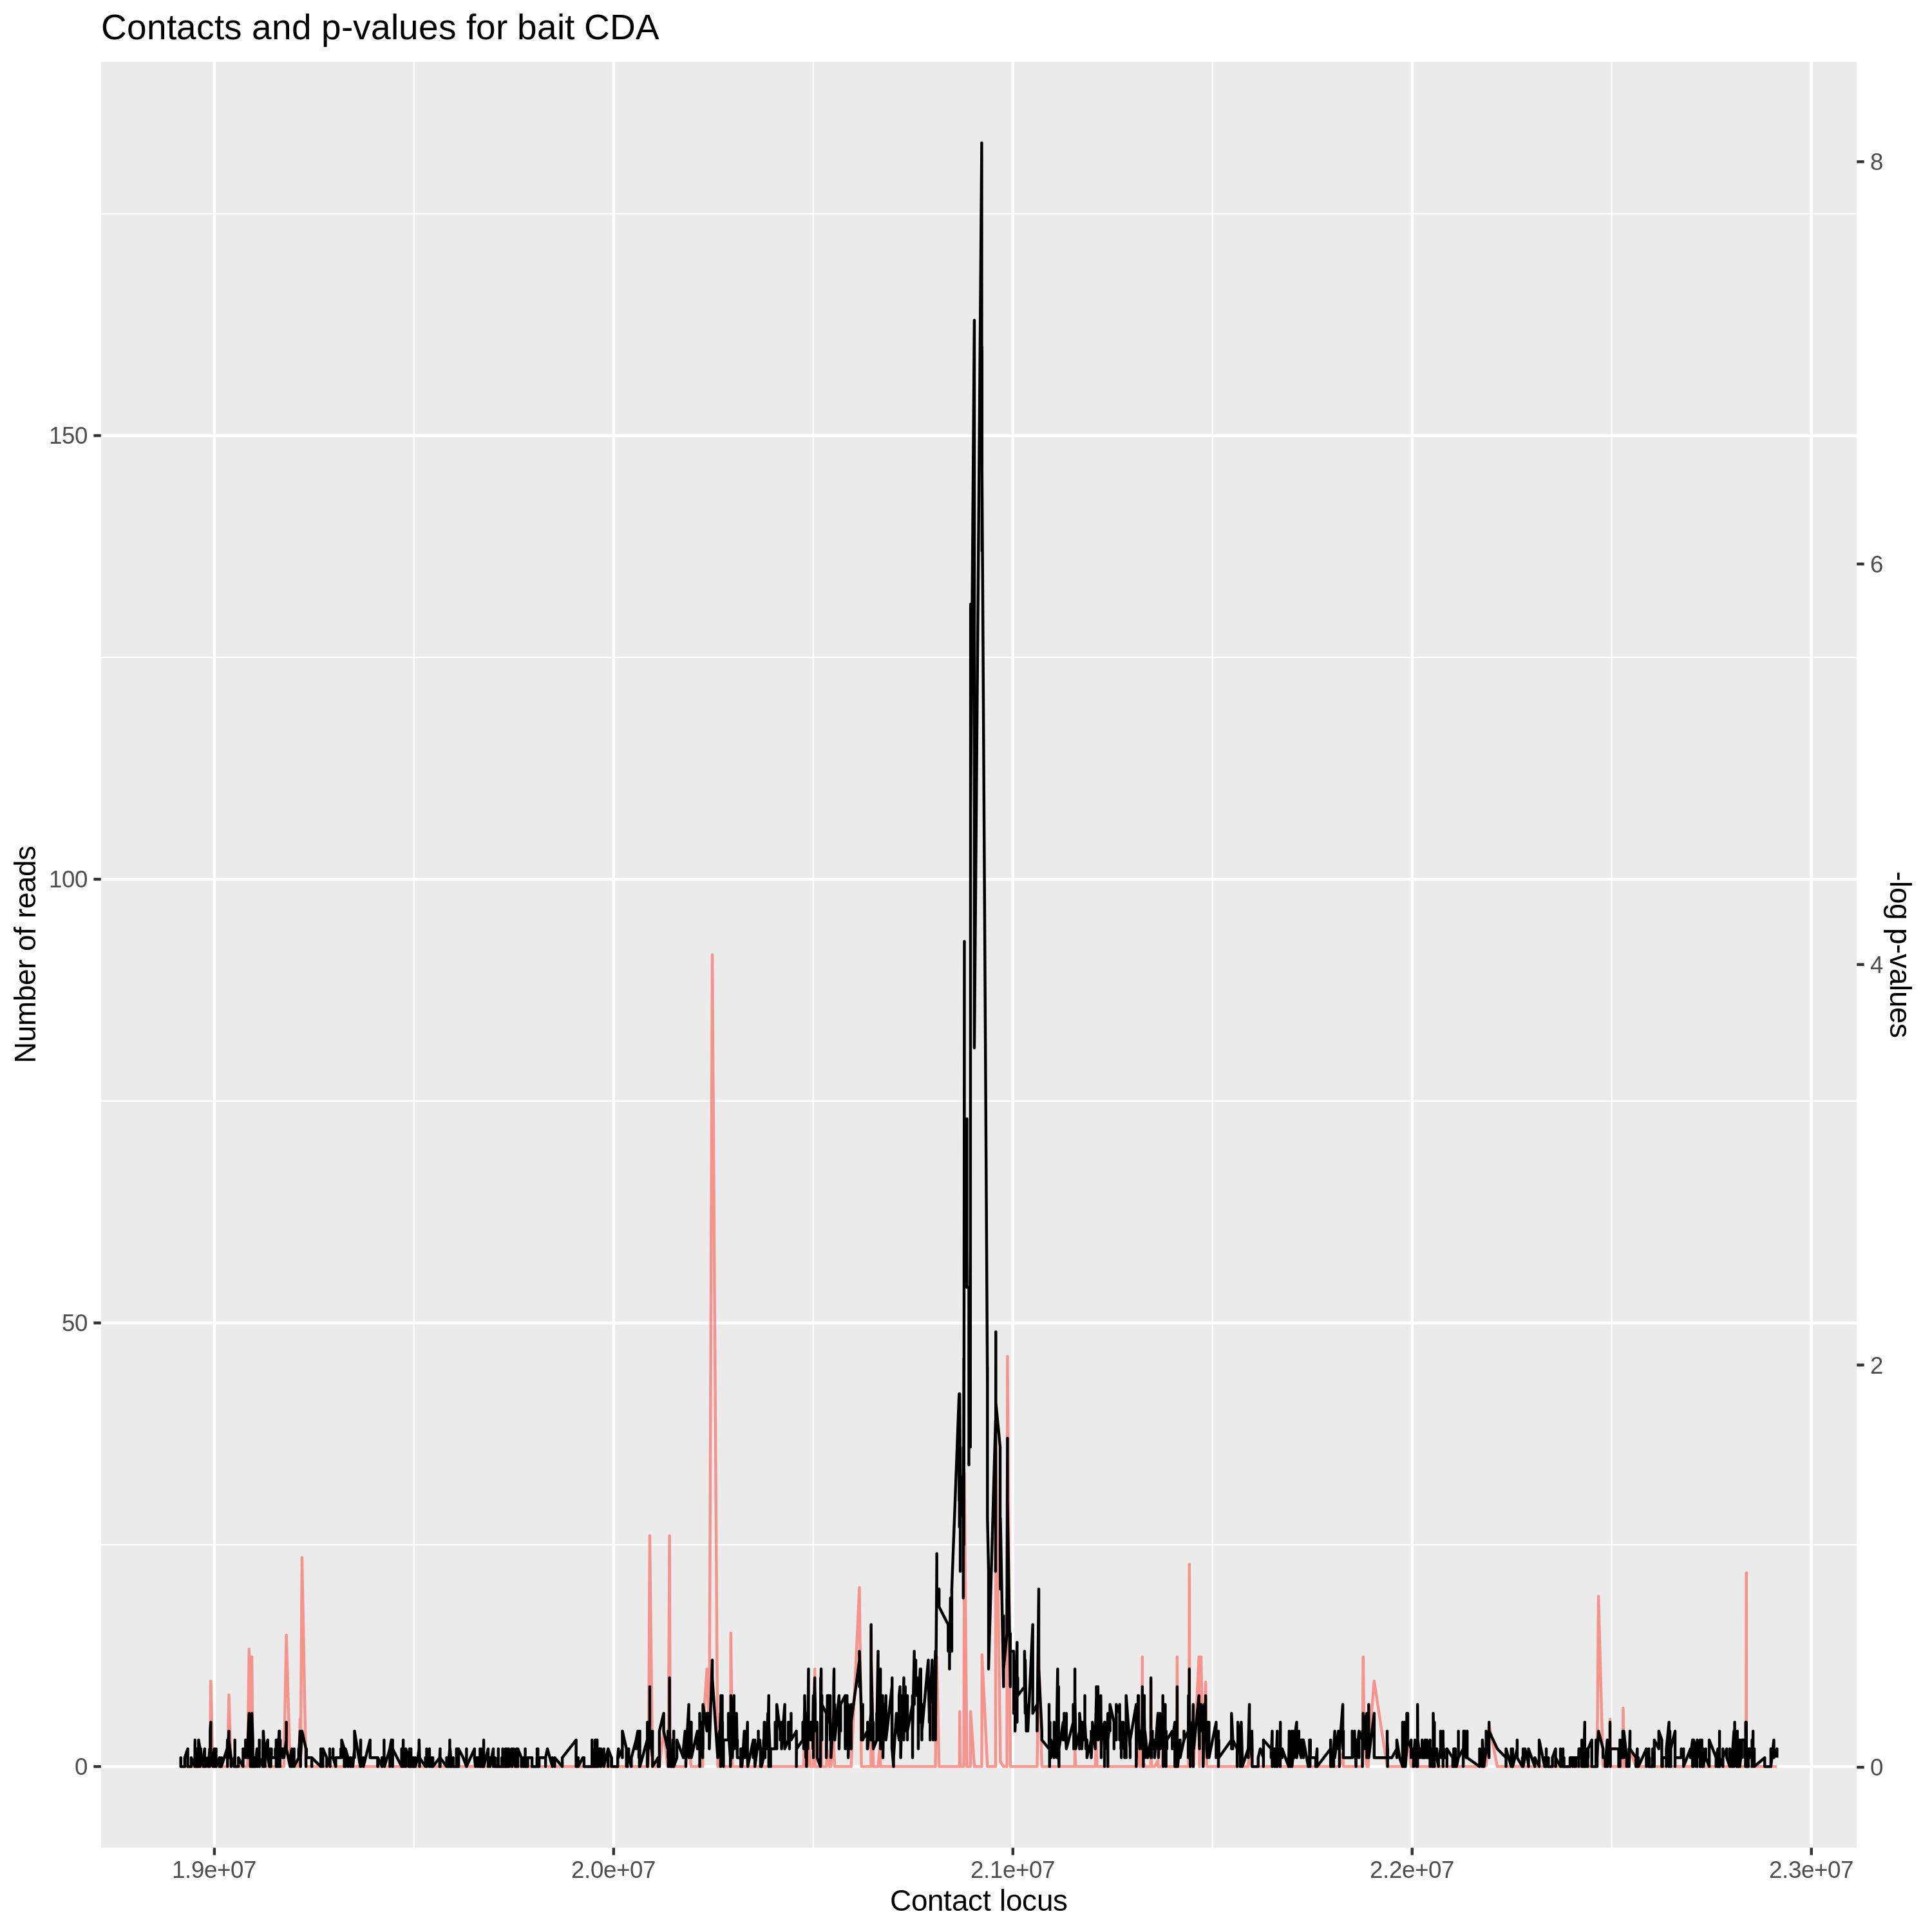 Contacts and p-values for bait CDA
150
100
50
0
Number of reads
8
6
4
2
0
-log p-values
1.9e+07
2.0e+07
2.1e+07
2.2e+07
2.3e+07
Contact locus